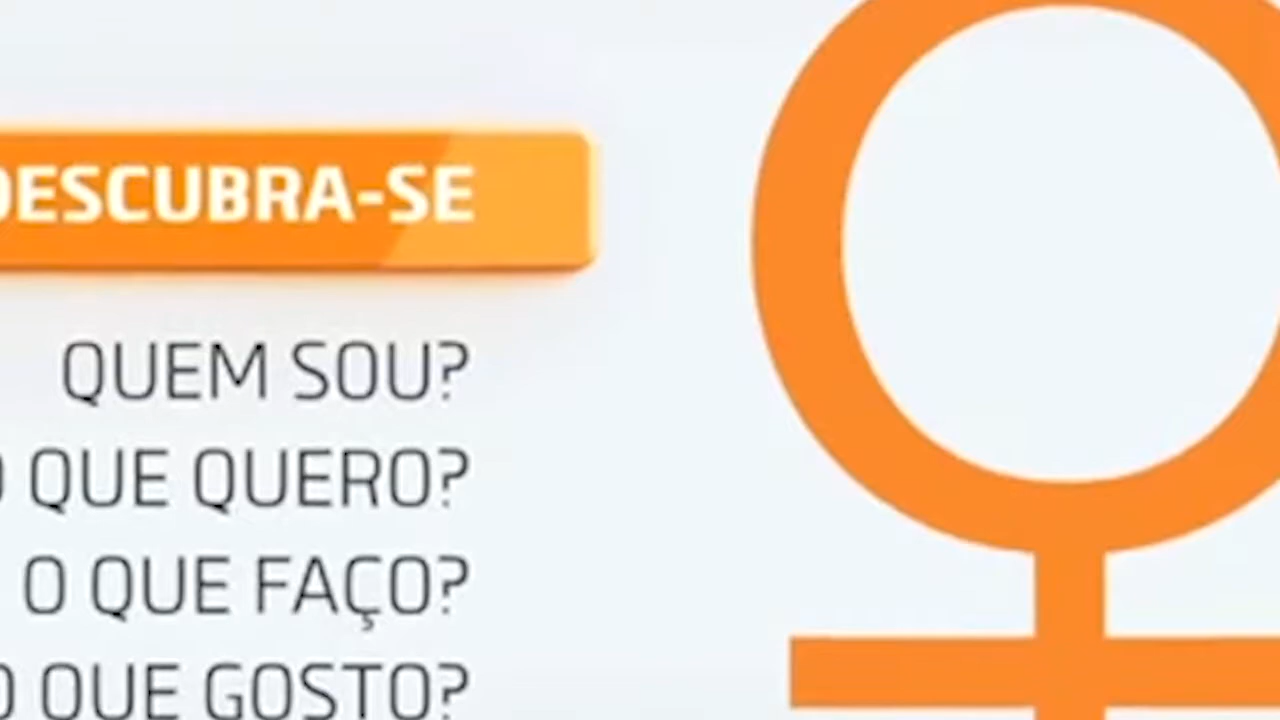 DESCUBRA-SE
QUEM SOU?
O QUE QUERO?
O QUE FAÇO?
O QUE GOSTO?